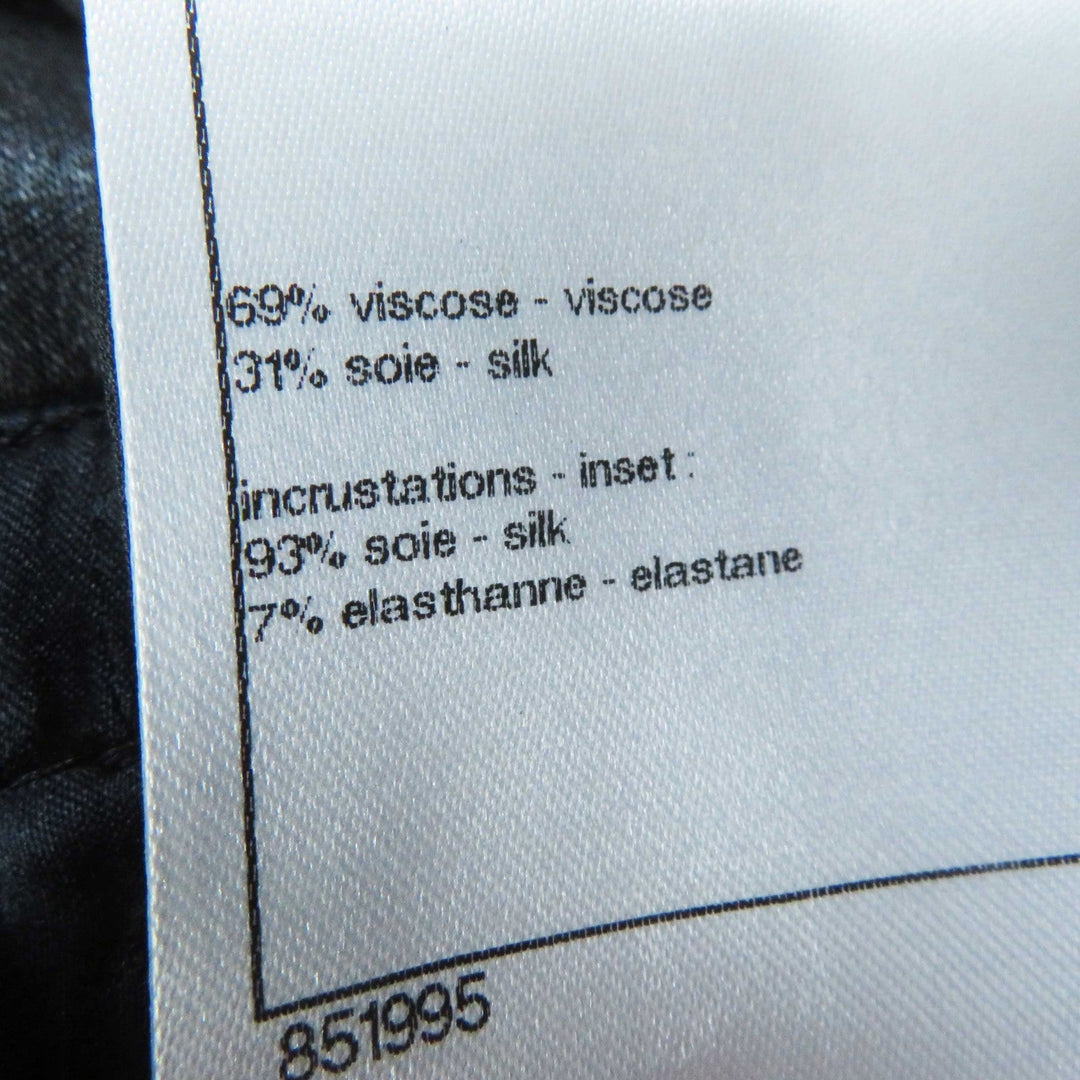 69% viscose - viscose
31% soie - silk
incrustations - inset :
93% soie - silk
7% elasthanne - elastane
851995